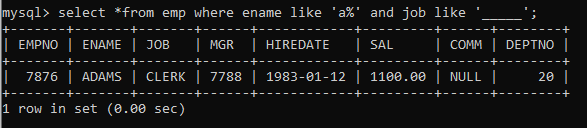 mysql> select *from emp where ename like 'a%' and job like '_____';
+-------+-------+-------+------+------------+---------+------+--------+
| EMPNO | ENAME | JOB   | MGR  | HIREDATE   | SAL     | COMM | DEPTNO |
+-------+-------+-------+------+------------+---------+------+--------+
|  7876 | ADAMS | CLERK | 7788 | 1983-01-12 | 1100.00 | NULL |     20 |
+-------+-------+-------+------+------------+---------+------+--------+
1 row in set (0.00 sec)